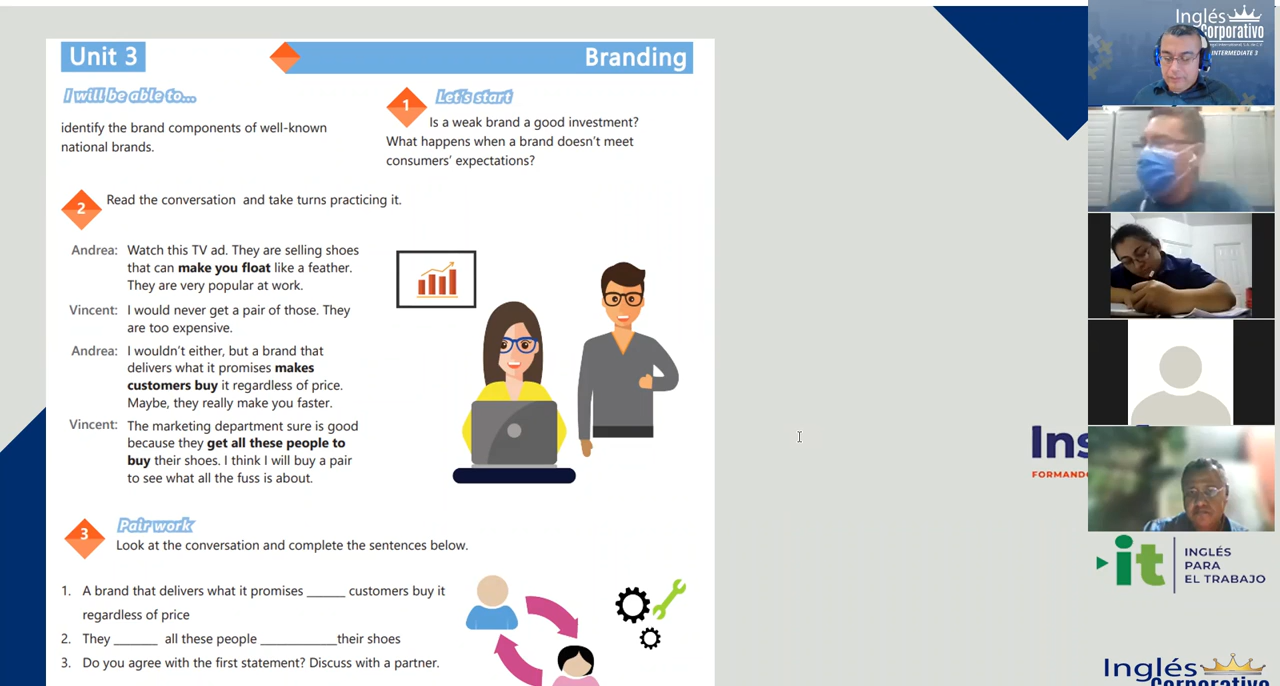 Unit 3
Branding
I will be able to...
identify the brand components of well-known
national brands.
1
Let's start
Is a weak brand a good investment?
What happens when a brand doesn't meet
consumers' expectations?
2
Read the conversation and take turns practicing it.
Andrea: Watch this TV ad. They are selling shoes
that can make you float like a feather.
They are very popular at work.
Vincent: I would never get a pair of those. They
are too expensive.
Andrea: I wouldn't either, but a brand that
delivers what it promises makes
customers buy it regardless of price.
Maybe, they really make you faster.
Vincent: The marketing department sure is good
because they get all these people to
buy their shoes. I think I will buy a pair
to see what all the fuss is about.
3
Pair work
Look at the conversation and complete the sentences below.
1. A brand that delivers what it promises ______ customers buy it
regardless of price
2. They _______ all these people ____________their shoes
3. Do you agree with the first statement? Discuss with a partner.
Inglés
Corporativo
INTERMEDIATE 3
Ing
FORMANDO
it
INGLÉS
PARA
EL TRABAJO
Inglés
Corporativo